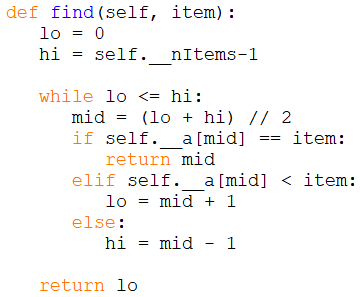 def find(self, item):
   lo = 0
   hi = self.__nItems-1

   while lo <= hi:
      mid = (lo + hi) // 2
      if self.__a[mid] == item:
         return mid
      elif self.__a[mid] < item:
         lo = mid + 1
      else:
         hi = mid - 1

   return lo